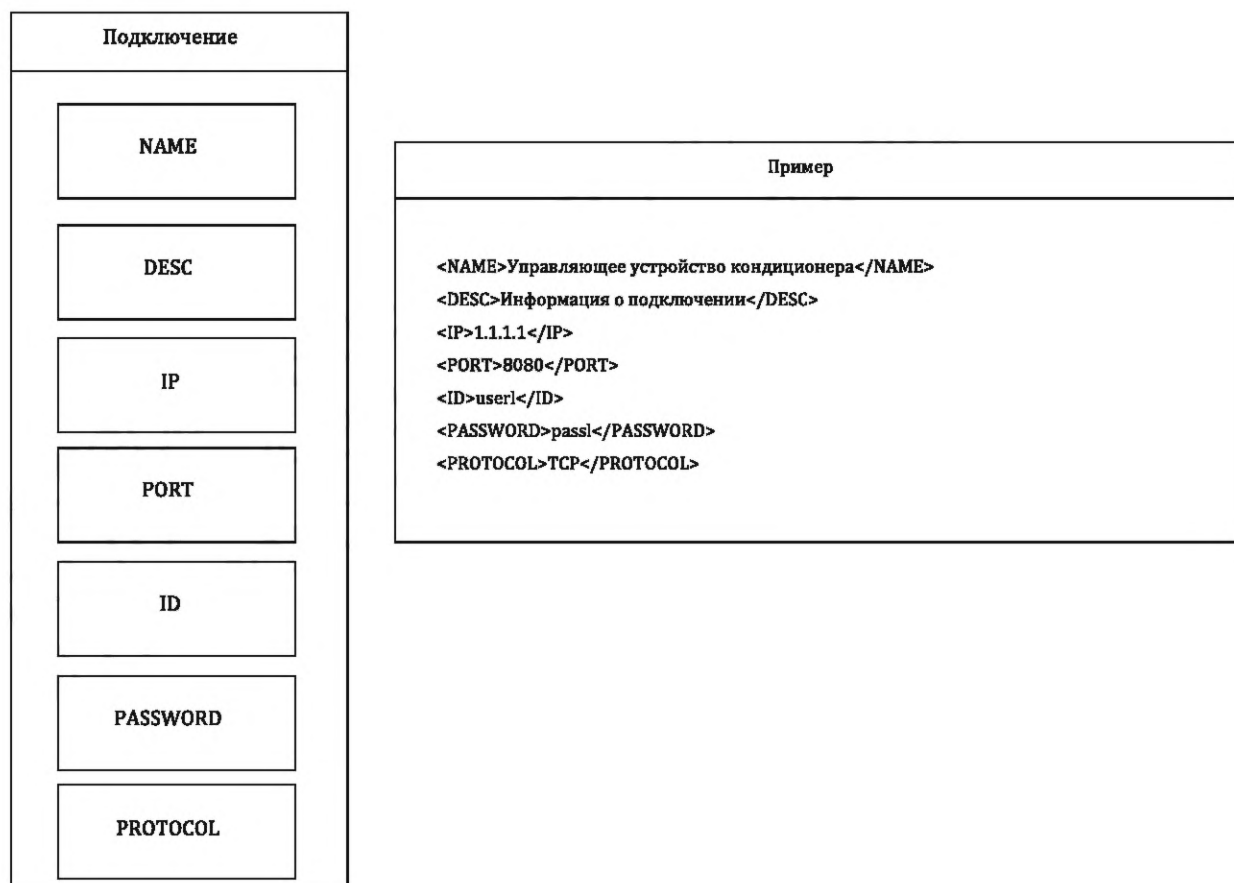 Подключение
NAME
DESC
IP
PORT
ID
PASSWORD
PROTOCOL
Пример
<NAME>Управляющее устройство кондиционера</NAME>
<DESC>Информация о подключении</DESC>
<IP>1.1.1.1</IP>
<PORT>8080</PORT>
<ID>userl</ID>
<PASSWORD>passl</PASSWORD>
<PROTOCOL>TCP</PROTOCOL>